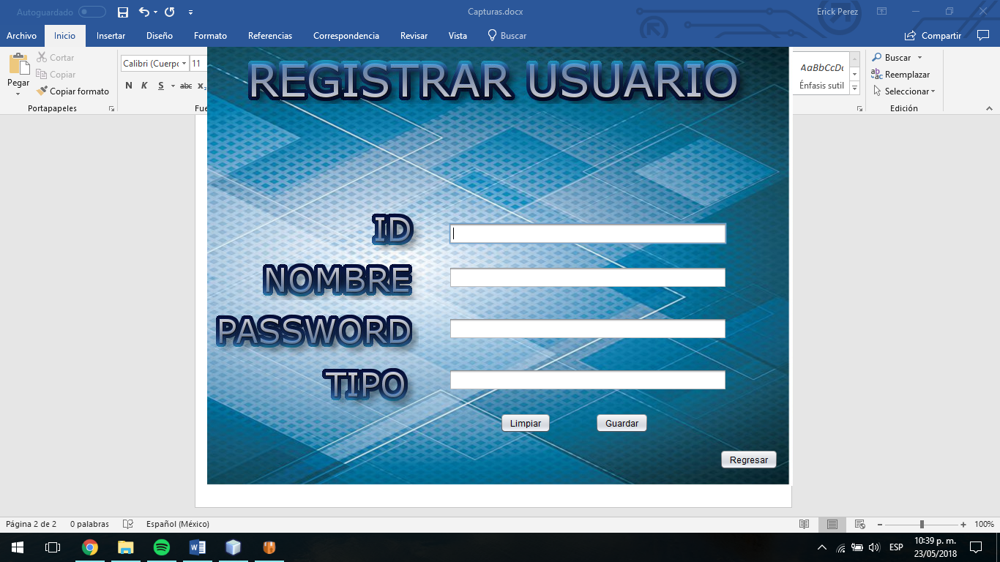 Autoguardado
Capturas.docx
Erick Perez
Archivo Inicio Insertar Diseño Formato Referencias Correspondencia Revisar Vista Buscar Compartir
Pegar
Cortar
Copiar
Copiar formato
Portapapeles
Calibri (Cuerpo 11
N K S abc x₂
Fue
AaBbCcDc
Énfasis sutil
Buscar
Reemplazar
Seleccionar
Edición
REGISTRAR USUARIO
ID
NOMBRE
PASSWORD
TIPO
Limpiar Guardar
Regresar
Página 2 de 2 0 palabras Español (México) 100%
ESP
10:39 p. m.
23/05/2018